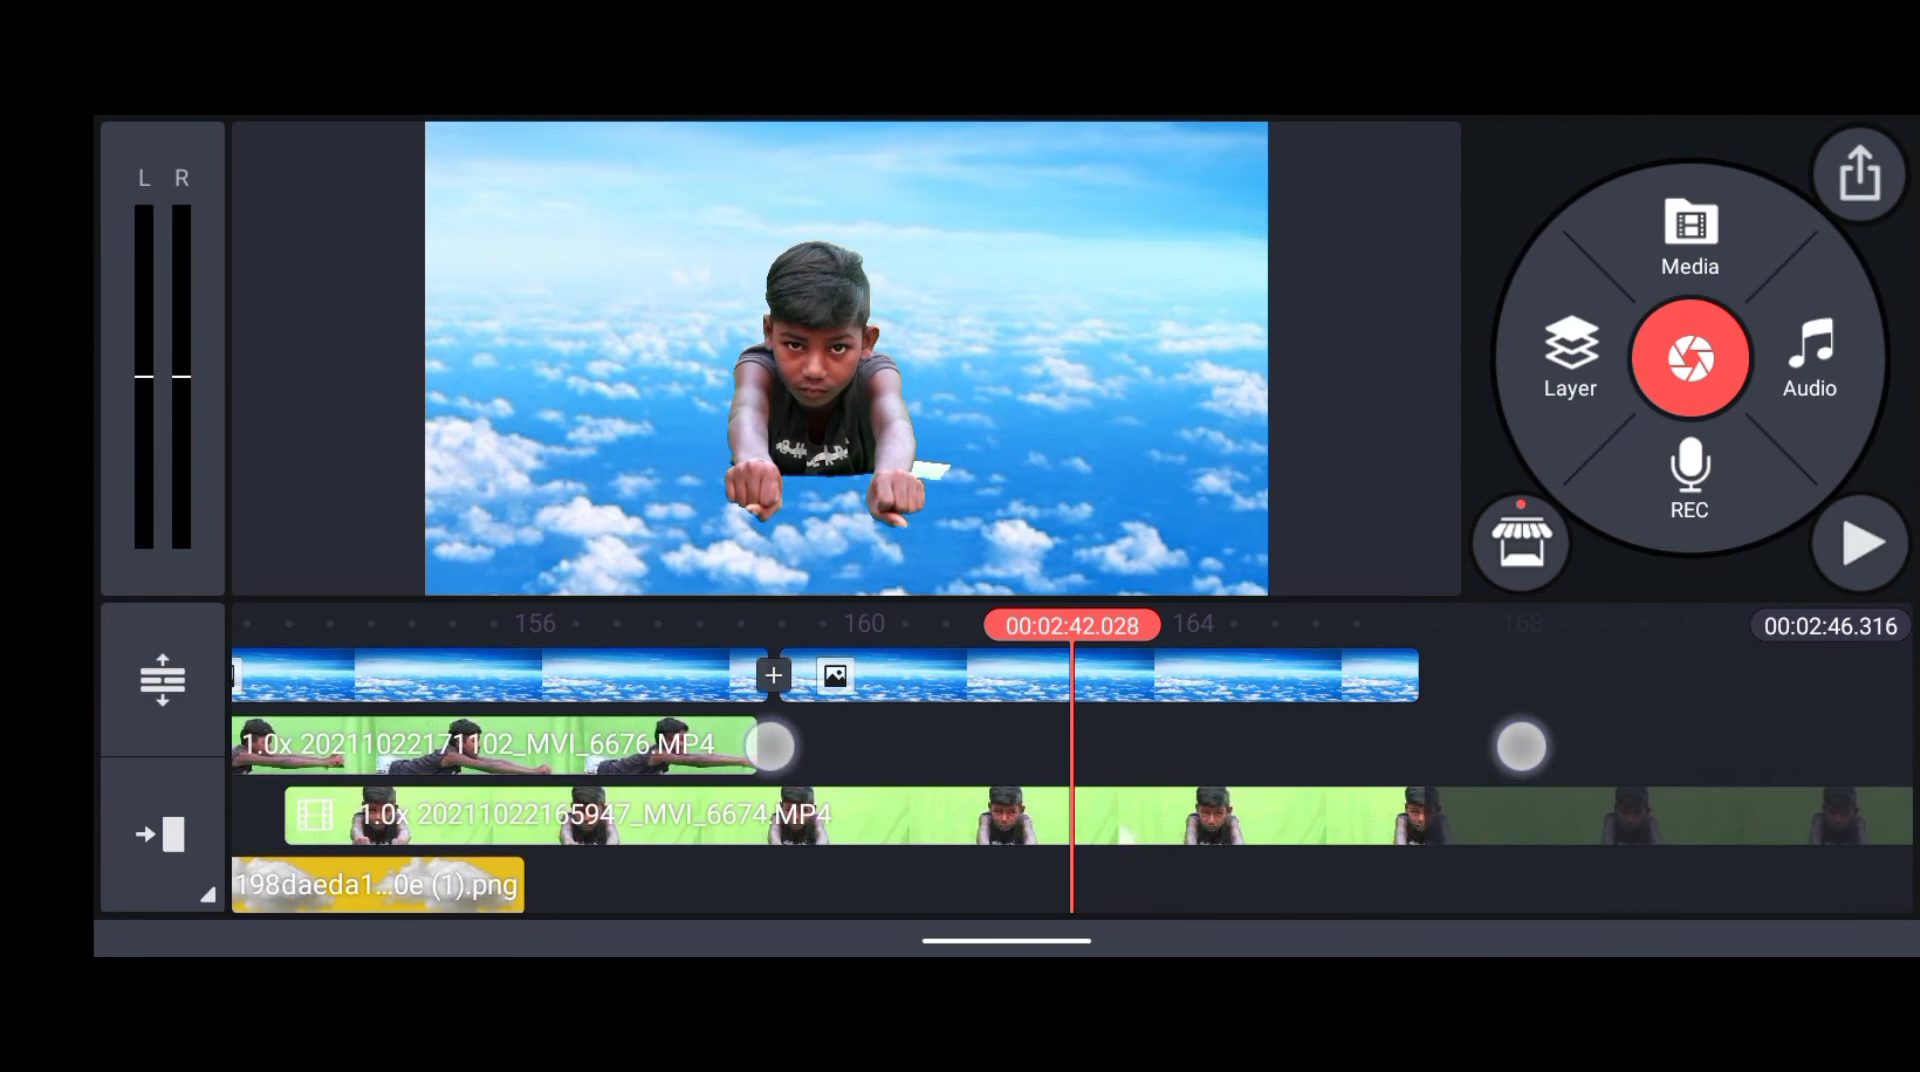 L R
Media
Layer
Audio
REC
156
160
00:02:42.028
164
168
00:02:46.316
1.0x 20211022171102_MVI_6676.MP4
1.0x 20211022165947_MVI_6674.MP4
198daeda1...0e (1).png